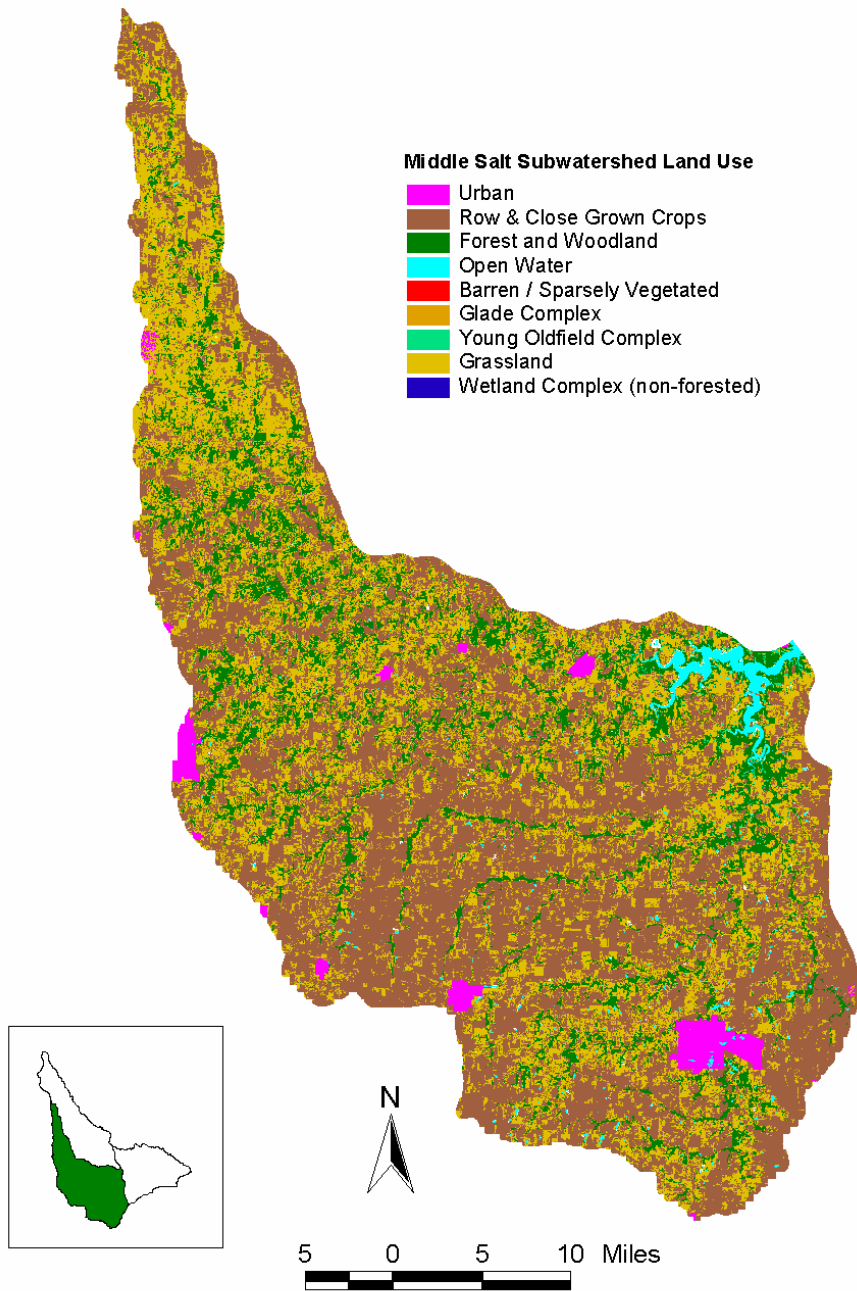 Middle Salt Subwatershed Land Use
Urban
Row & Close Grown Crops
Forest and Woodland
Open Water
Barren / Sparsely Vegetated
Glade Complex
Young Oldfield Complex
Grassland
Wetland Complex (non-forested)
N
5 0 5 10 Miles